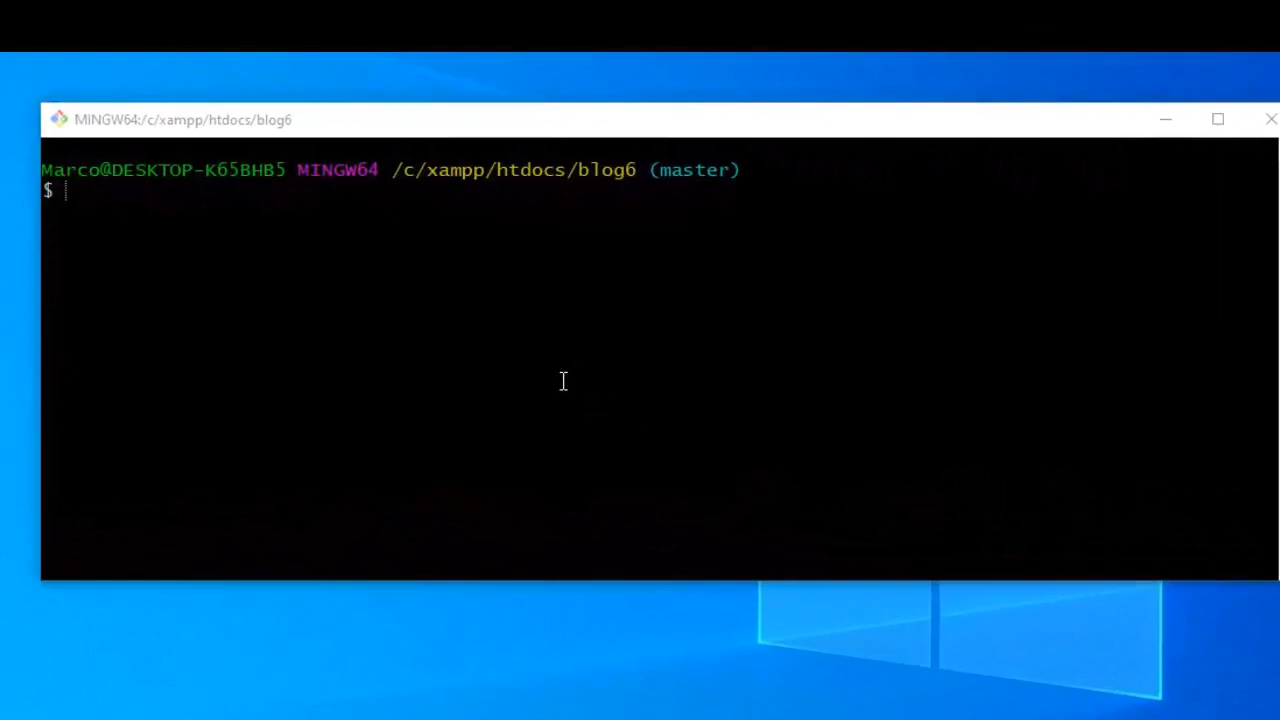 MINGW64:/c/xampp/htdocs/blog6
Marco@DESKTOP-K65BHB5 MINGW64 /c/xampp/htdocs/blog6 (master)
$